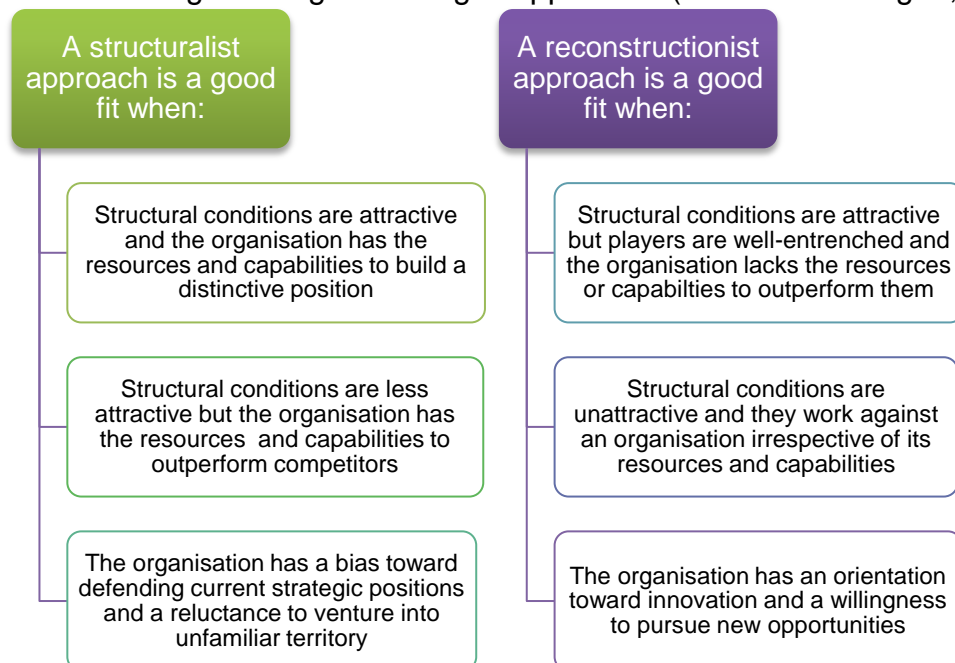 A structuralist
approach is a good
fit when:
Structural conditions are attractive
and the organisation has the
resources and capabilities to build a
distinctive position
Structural conditions are less
attractive but the organisation has
the resources and capabilities to
outperform competitors
The organisation has a bias toward
defending current strategic positions
and a reluctance to venture into
unfamiliar territory
A reconstructionist
approach is a good
fit when:
Structural conditions are attractive
but players are well-entrenched and
the organisation lacks the resources
or capabilties to outperform them
Structural conditions are
unattractive and they work against
an organisation irrespective of its
resources and capabilities
The organisation has an orientation
toward innovation and a willingness
to pursue new opportunities